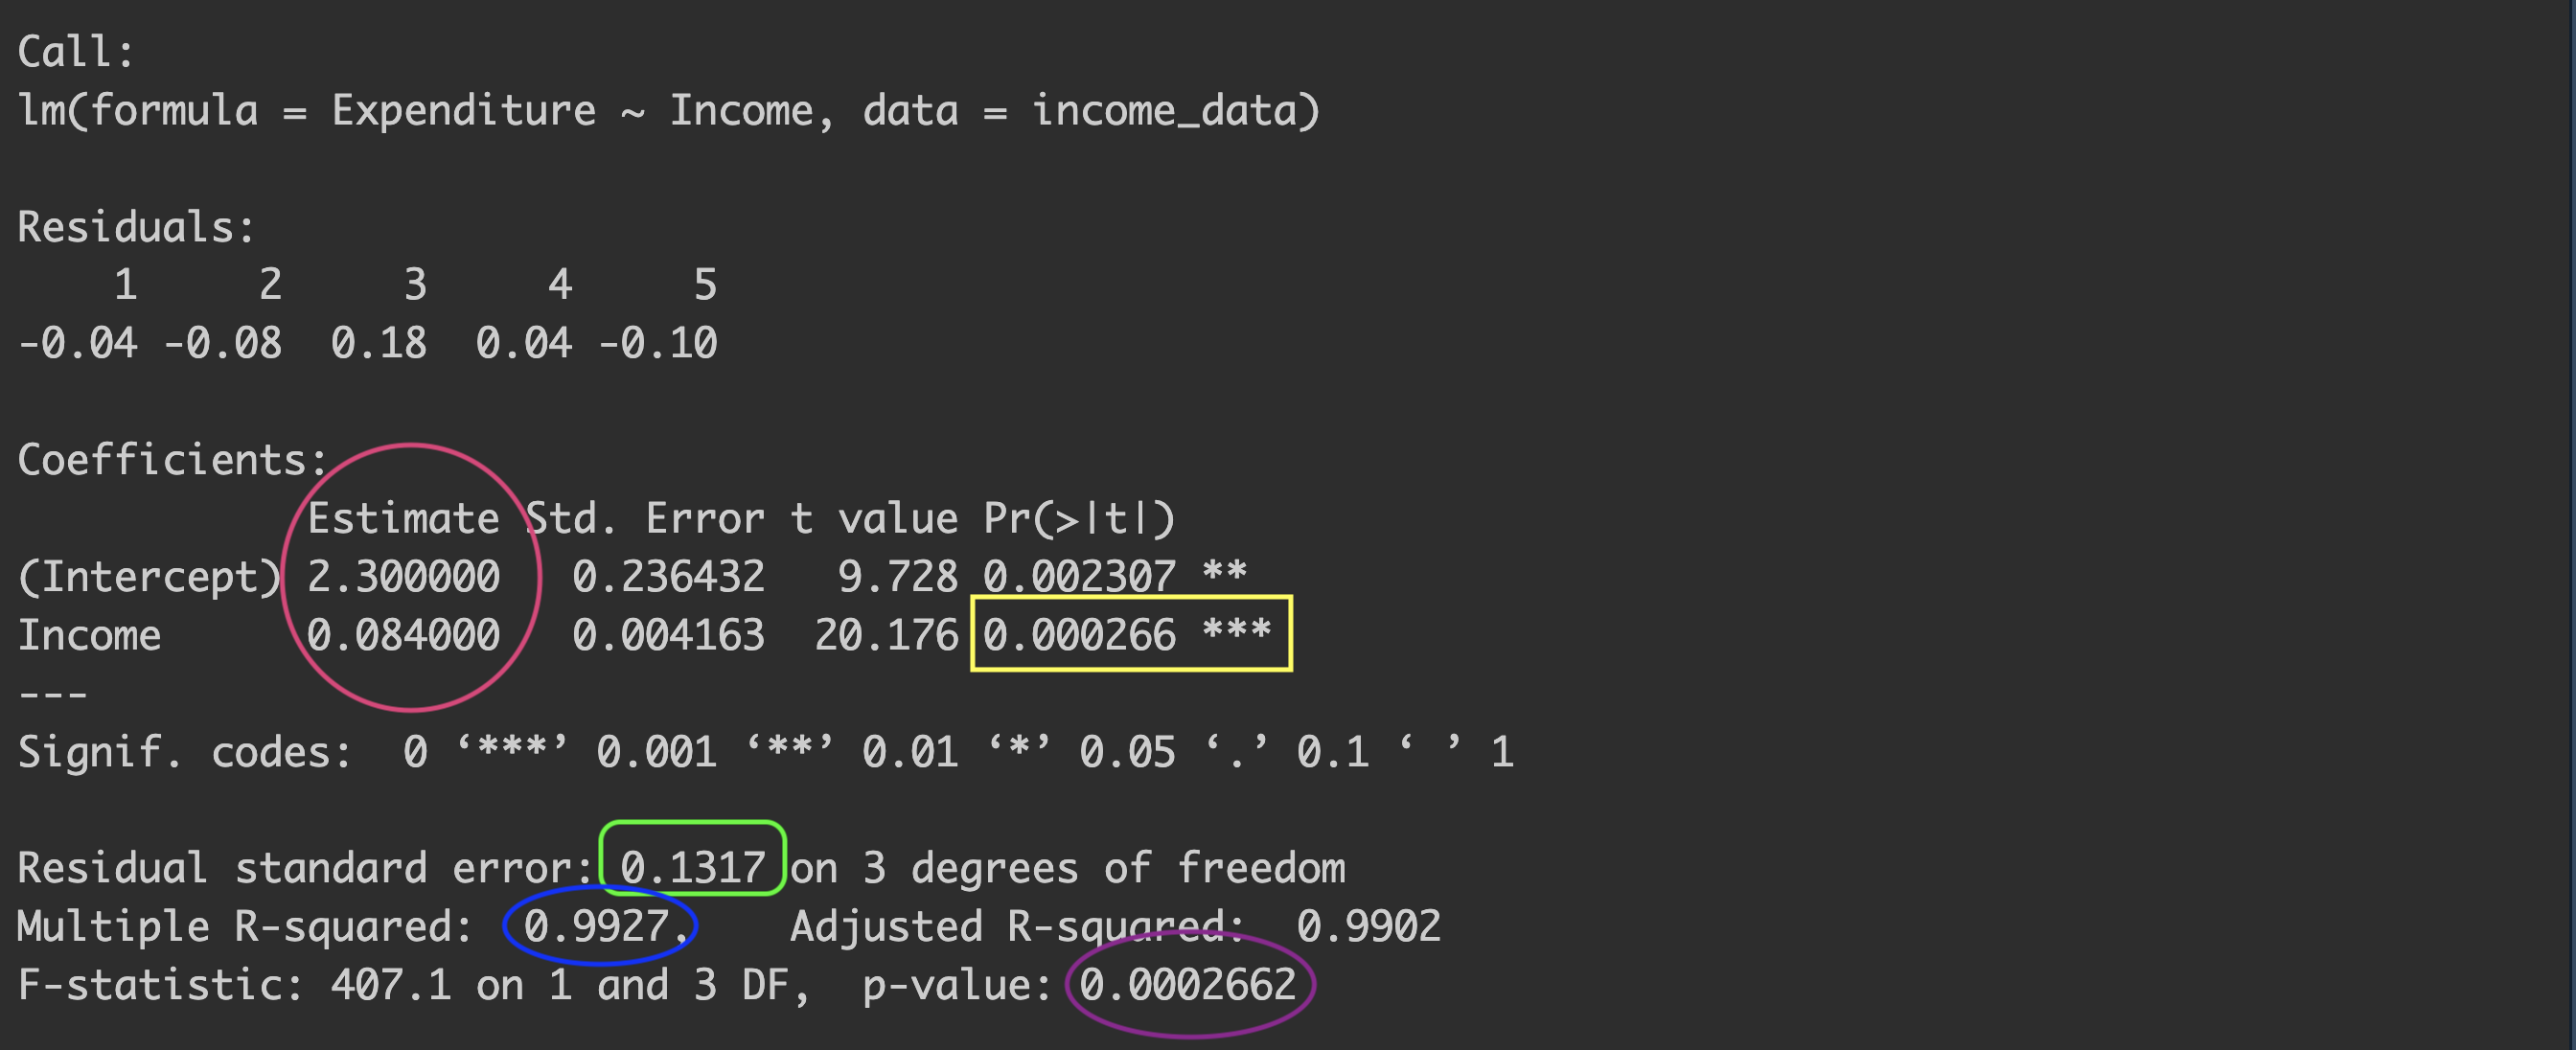 Call:
lm(formula = Expenditure ~ Income, data = income_data)
Residuals:
1 2 3 4 5
-0.04 -0.08 0.18 0.04 -0.10
Coefficients:
Estimate Std. Error t value Pr(>|t|)
(Intercept) 2.300000 0.236432 9.728 0.002307 **
Income 0.084000 0.004163 20.176 0.000266 ***
---
Signif. codes: 0 ‘***’ 0.001 ‘**’ 0.01 ‘*’ 0.05 ‘.’ 0.1 ‘ ’ 1
Residual standard error: 0.1317 on 3 degrees of freedom
Multiple R-squared: 0.9927, Adjusted R-squared: 0.9902
F-statistic: 407.1 on 1 and 3 DF, p-value: 0.0002662